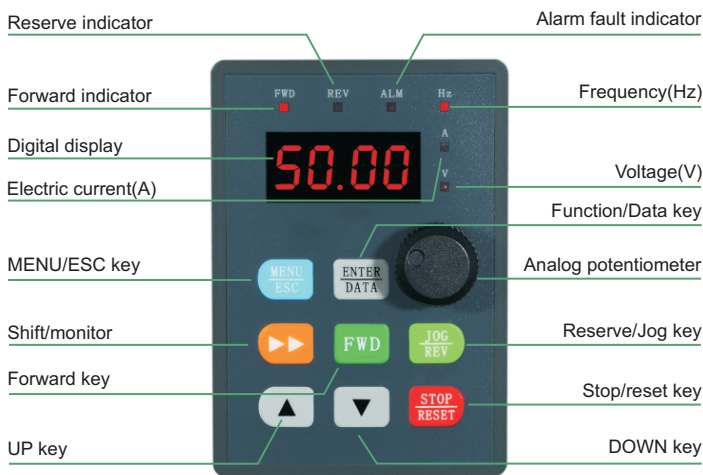 Reserve indicator
Alarm fault indicator
FWD REV ALM Hz
Forward indicator
Frequency(Hz)
Digital display
50.00
A
Electric current(A)
V
Voltage(V)
Function/Data key
MENU/ESC key
MENU
ESC
ENTER
DATA
Analog potentiometer
Shift/monitor
FWD
JOG
REV
Reserve/Jog key
Forward key
STOP
RESET
Stop/reset key
UP key
DOWN key